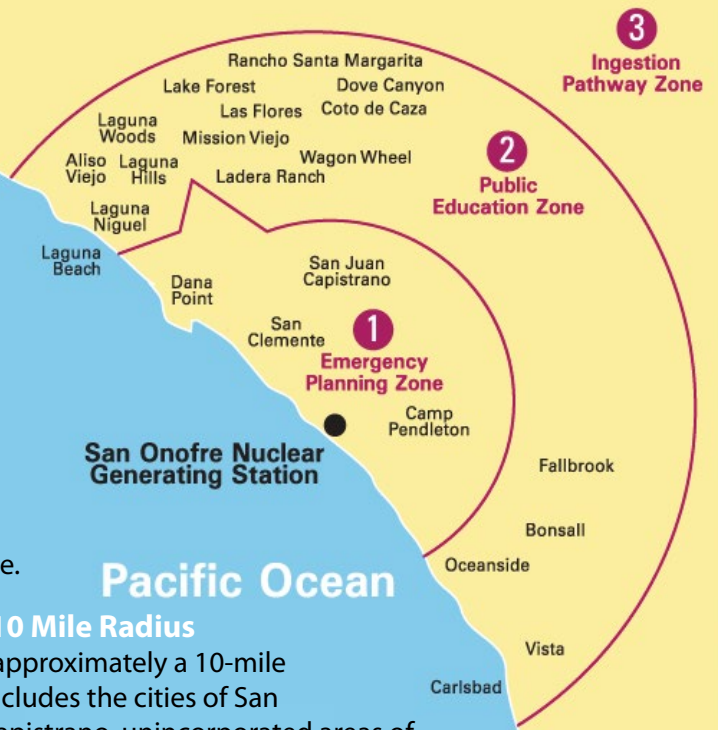 3
Ingestion
Pathway Zone
Rancho Santa Margarita
Lake Forest
Dove Canyon
Las Flores
Coto de Caza
Laguna
Woods
Mission Viejo
2
Public
Education Zone
Aliso
Viejo
Laguna
Hills
Wagon Wheel
Ladera Ranch
Laguna
Niguel
Laguna
Beach
Dana
Point
San Juan
Capistrano
San
Clemente
1
Emergency
Planning Zone
Camp
Pendleton
San Onofre Nuclear
Generating Station
Fallbrook
Bonsall
Oceanside
Vista
Carlsbad
Pacific Ocean
e.
10 Mile Radius
approximately a 10-mile
cludes the cities of San
unincorporated areas of